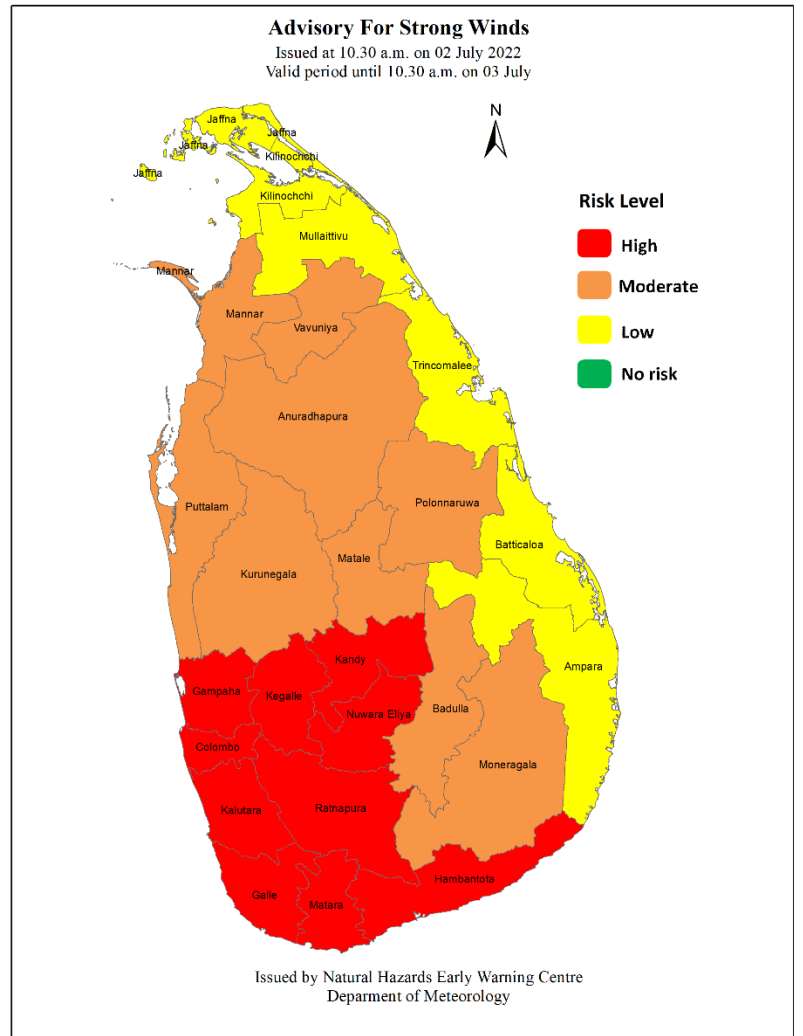 Advisory For Strong Winds
Issued at 10.30 a.m. on 02 July 2022
Valid period until 10.30 a.m. on 03 July
N
Jaffna
Jaffna
Jaffna
Kilinochchi
Jaffna
Kilinochchi
Mullaittivu
Mannar
Mannar
Vavuniya
Trincomalee
Anuradhapura
Puttalam
Polonnaruwa
Batticaloa
Matale
Kurunegala
Kandy
Ampara
Gampaha
Kegalle
Badulla
Nuwara Eliya
Colombo
Moneragala
Kalutara
Ratnapura
Hambantota
Galle
Matara
Risk Level
High
Moderate
Low
No risk
Issued by Natural Hazards Early Warning Centre
Deparment of Meteorology